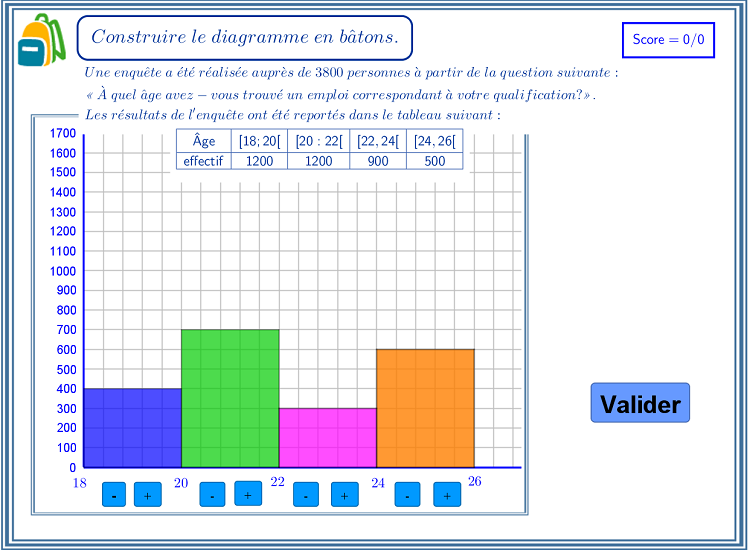 Construire le diagramme en bâtons.
Score = 0/0
Une enquête a été réalisée auprès de 3800 personnes à partir de la question suivante :
« À quel âge avez – vous trouvé un emploi correspondant à votre qualification?» .
Les résultats de l'enquête ont été reportés dans le tableau suivant :
Âge [18; 20[ [20 : 22[ [22, 24[ [24, 26[
effectif 1200 1200 900 500
1700
1600
1500
1400
1300
1200
1100
1000
900
800
700
600
500
400
300
200
100
0
18 20 22 24 26
- + - + - + - +
Valider